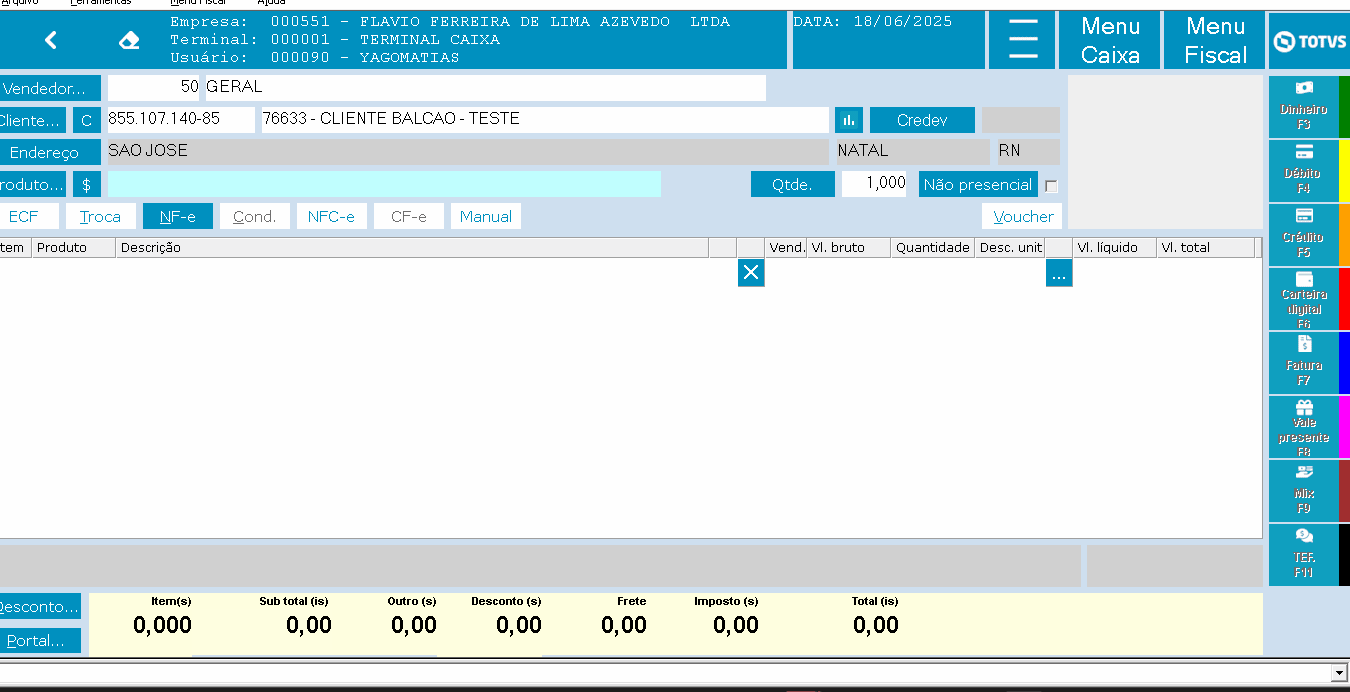 Arquivo Ferramentas Menu Fiscal Ajuda
Empresa: 000551 - FLAVIO FERREIRA DE LIMA AZEVEDO LTDA
Terminal: 000001 - TERMINAL CAIXA
Usuário: 000090 - YAGOMATIAS
DATA: 18/06/2025
Menu Caixa
Menu Fiscal
TOTVS
Vendedor... 50 GERAL
Cliente... C 855.107.140-85 76633 - CLIENTE BALCAO - TESTE Credev
Endereço SAO JOSE NATAL RN
roduto... $ Qtde. 1,000 Não presencial
ECF Troca NF-e Cond. NFC-e CF-e Manual Voucher
tem Produto Descrição Vend. Vl. bruto Quantidade Desc. unit Vl. líquido Vl. total
...
Dinheiro
F3
Débito
F4
Crédito
F5
Carteira
digital
F6
Fatura
F7
Vale
presente
F8
Mix
F9
TEF.
F11
Desconto...
Portal...
Item(s) Sub total (is) Outro (s) Desconto (s) Frete Imposto (s) Total (is)
0,000 0,00 0,00 0,00 0,00 0,00 0,00